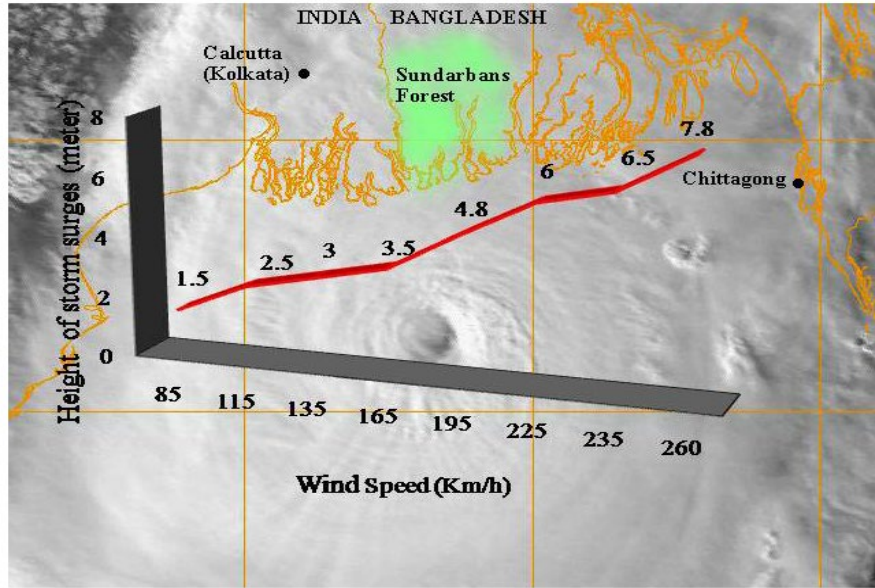 INDIA BANGLADESH
Calcutta
(Kolkata)
Sundarbans
Forest
Chittagong
Height of storm surges (meter)
8
6
4
2
0
1.5
2.5
3
3.5
4.8
6
6.5
7.8
85
115
135
165
195
225
235
260
Wind Speed (Km/h)